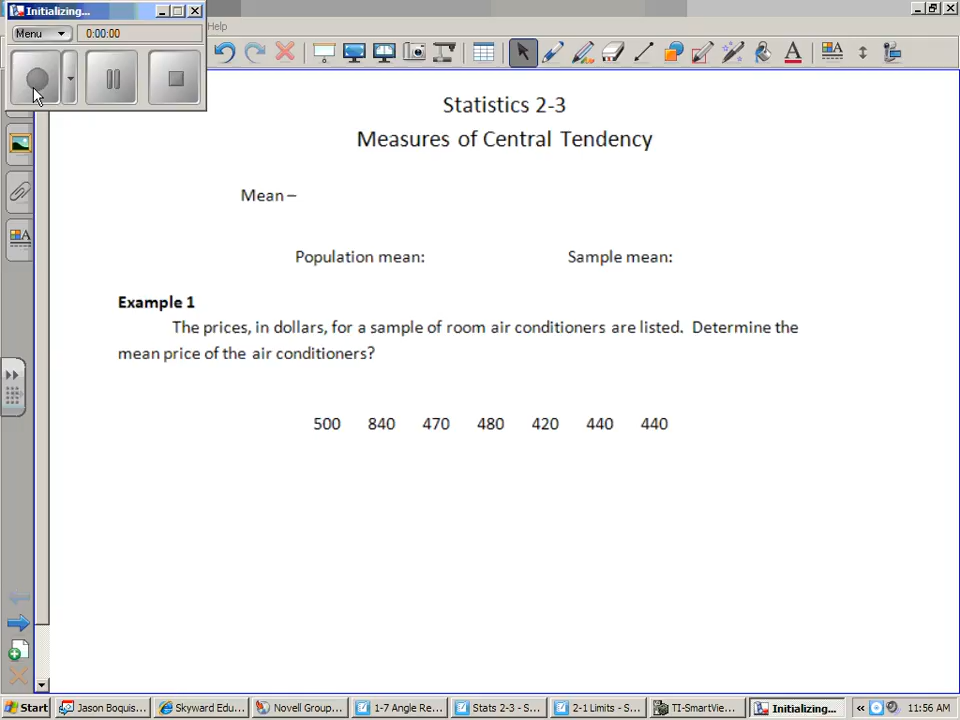 Initializing...
Menu
0:00:00
Help
Statistics 2-3
Measures of Central Tendency
Mean –
Population mean:
Sample mean:
Example 1
The prices, in dollars, for a sample of room air conditioners are listed. Determine the
mean price of the air conditioners?
500 840 470 480 420 440 440
Start
Jason Boquis...
Skyward Edu...
Novell Group...
1-7 Angle Re...
Stats 2-3 - S...
2-1 Limits - S...
TI-SmartVie...
Initializing...
11:56 AM